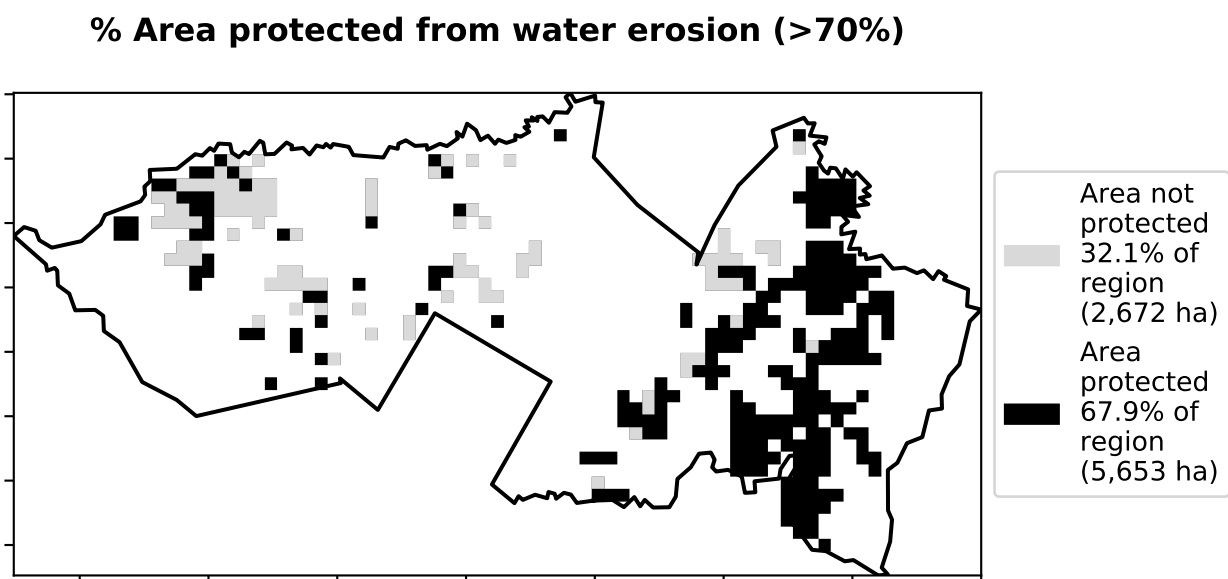 % Area protected from water erosion (>70%)
Area not
protected
32.1% of
region
(2,672 ha)
Area
protected
67.9% of
region
(5,653 ha)